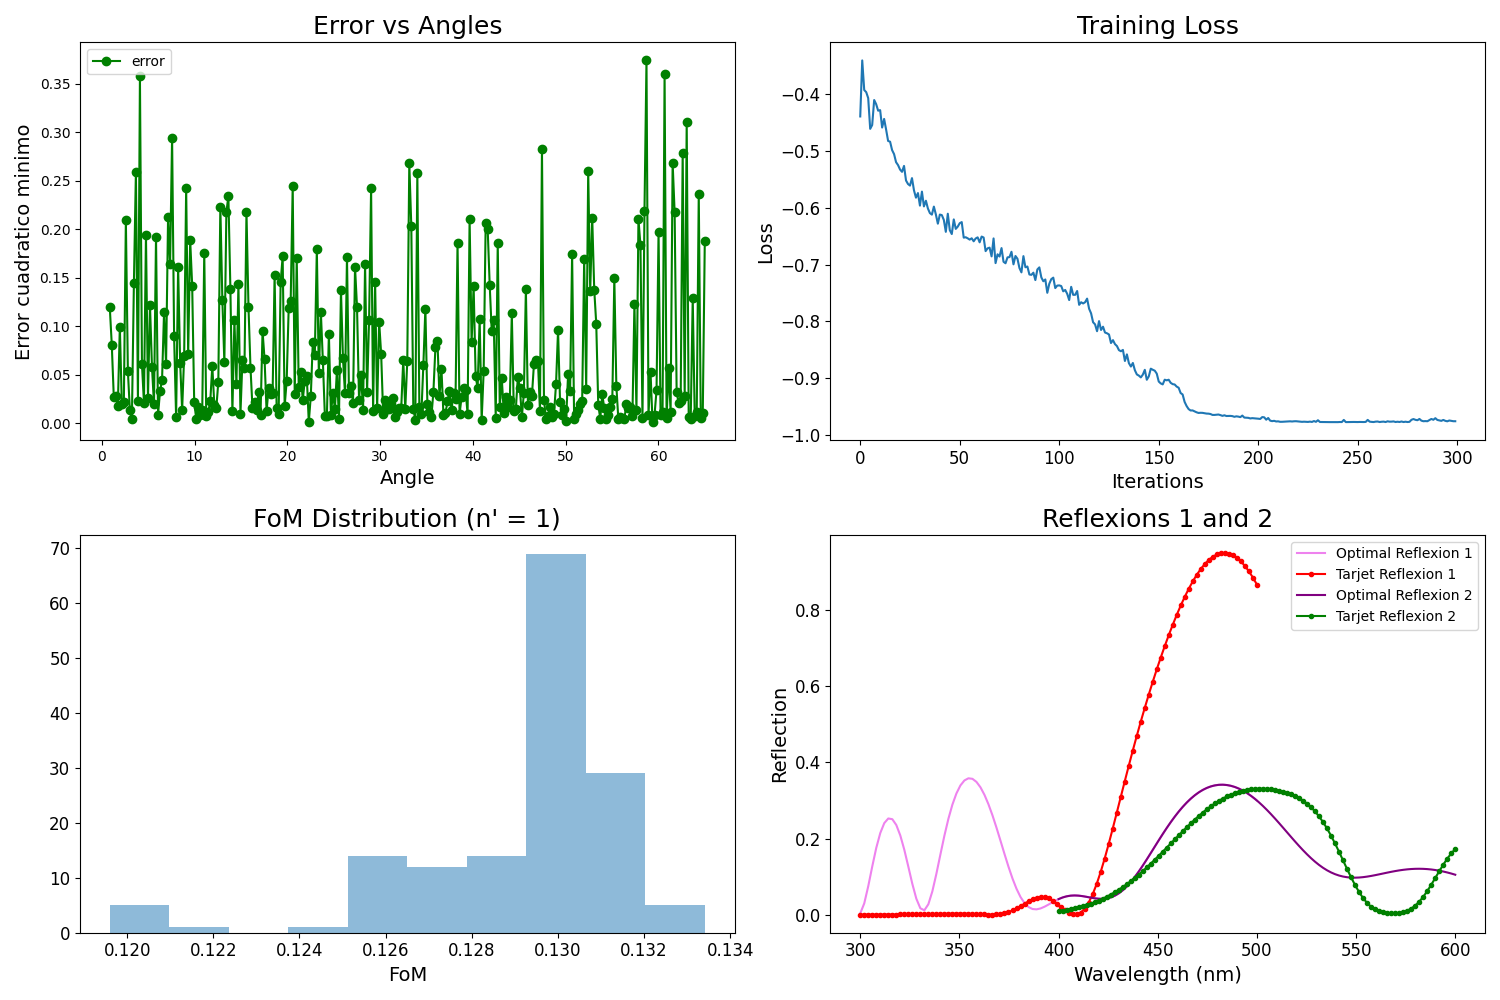 Error vs Angles
error
Error cuadratico minimo
0.35
0.30
0.25
0.20
0.15
0.10
0.05
0.00
0 10 20 30 40 50 60
Angle
Training Loss
Loss
−0.4
−0.5
−0.6
−0.7
−0.8
−0.9
−1.0
0 50 100 150 200 250 300
Iterations
FoM Distribution (n' = 1)
70
60
50
40
30
20
10
0
0.120 0.122 0.124 0.126 0.128 0.130 0.132 0.134
FoM
Reflexions 1 and 2
Optimal Reflexion 1
Tarjet Reflexion 1
Optimal Reflexion 2
Tarjet Reflexion 2
Reflection
0.8
0.6
0.4
0.2
0.0
300 350 400 450 500 550 600
Wavelength (nm)